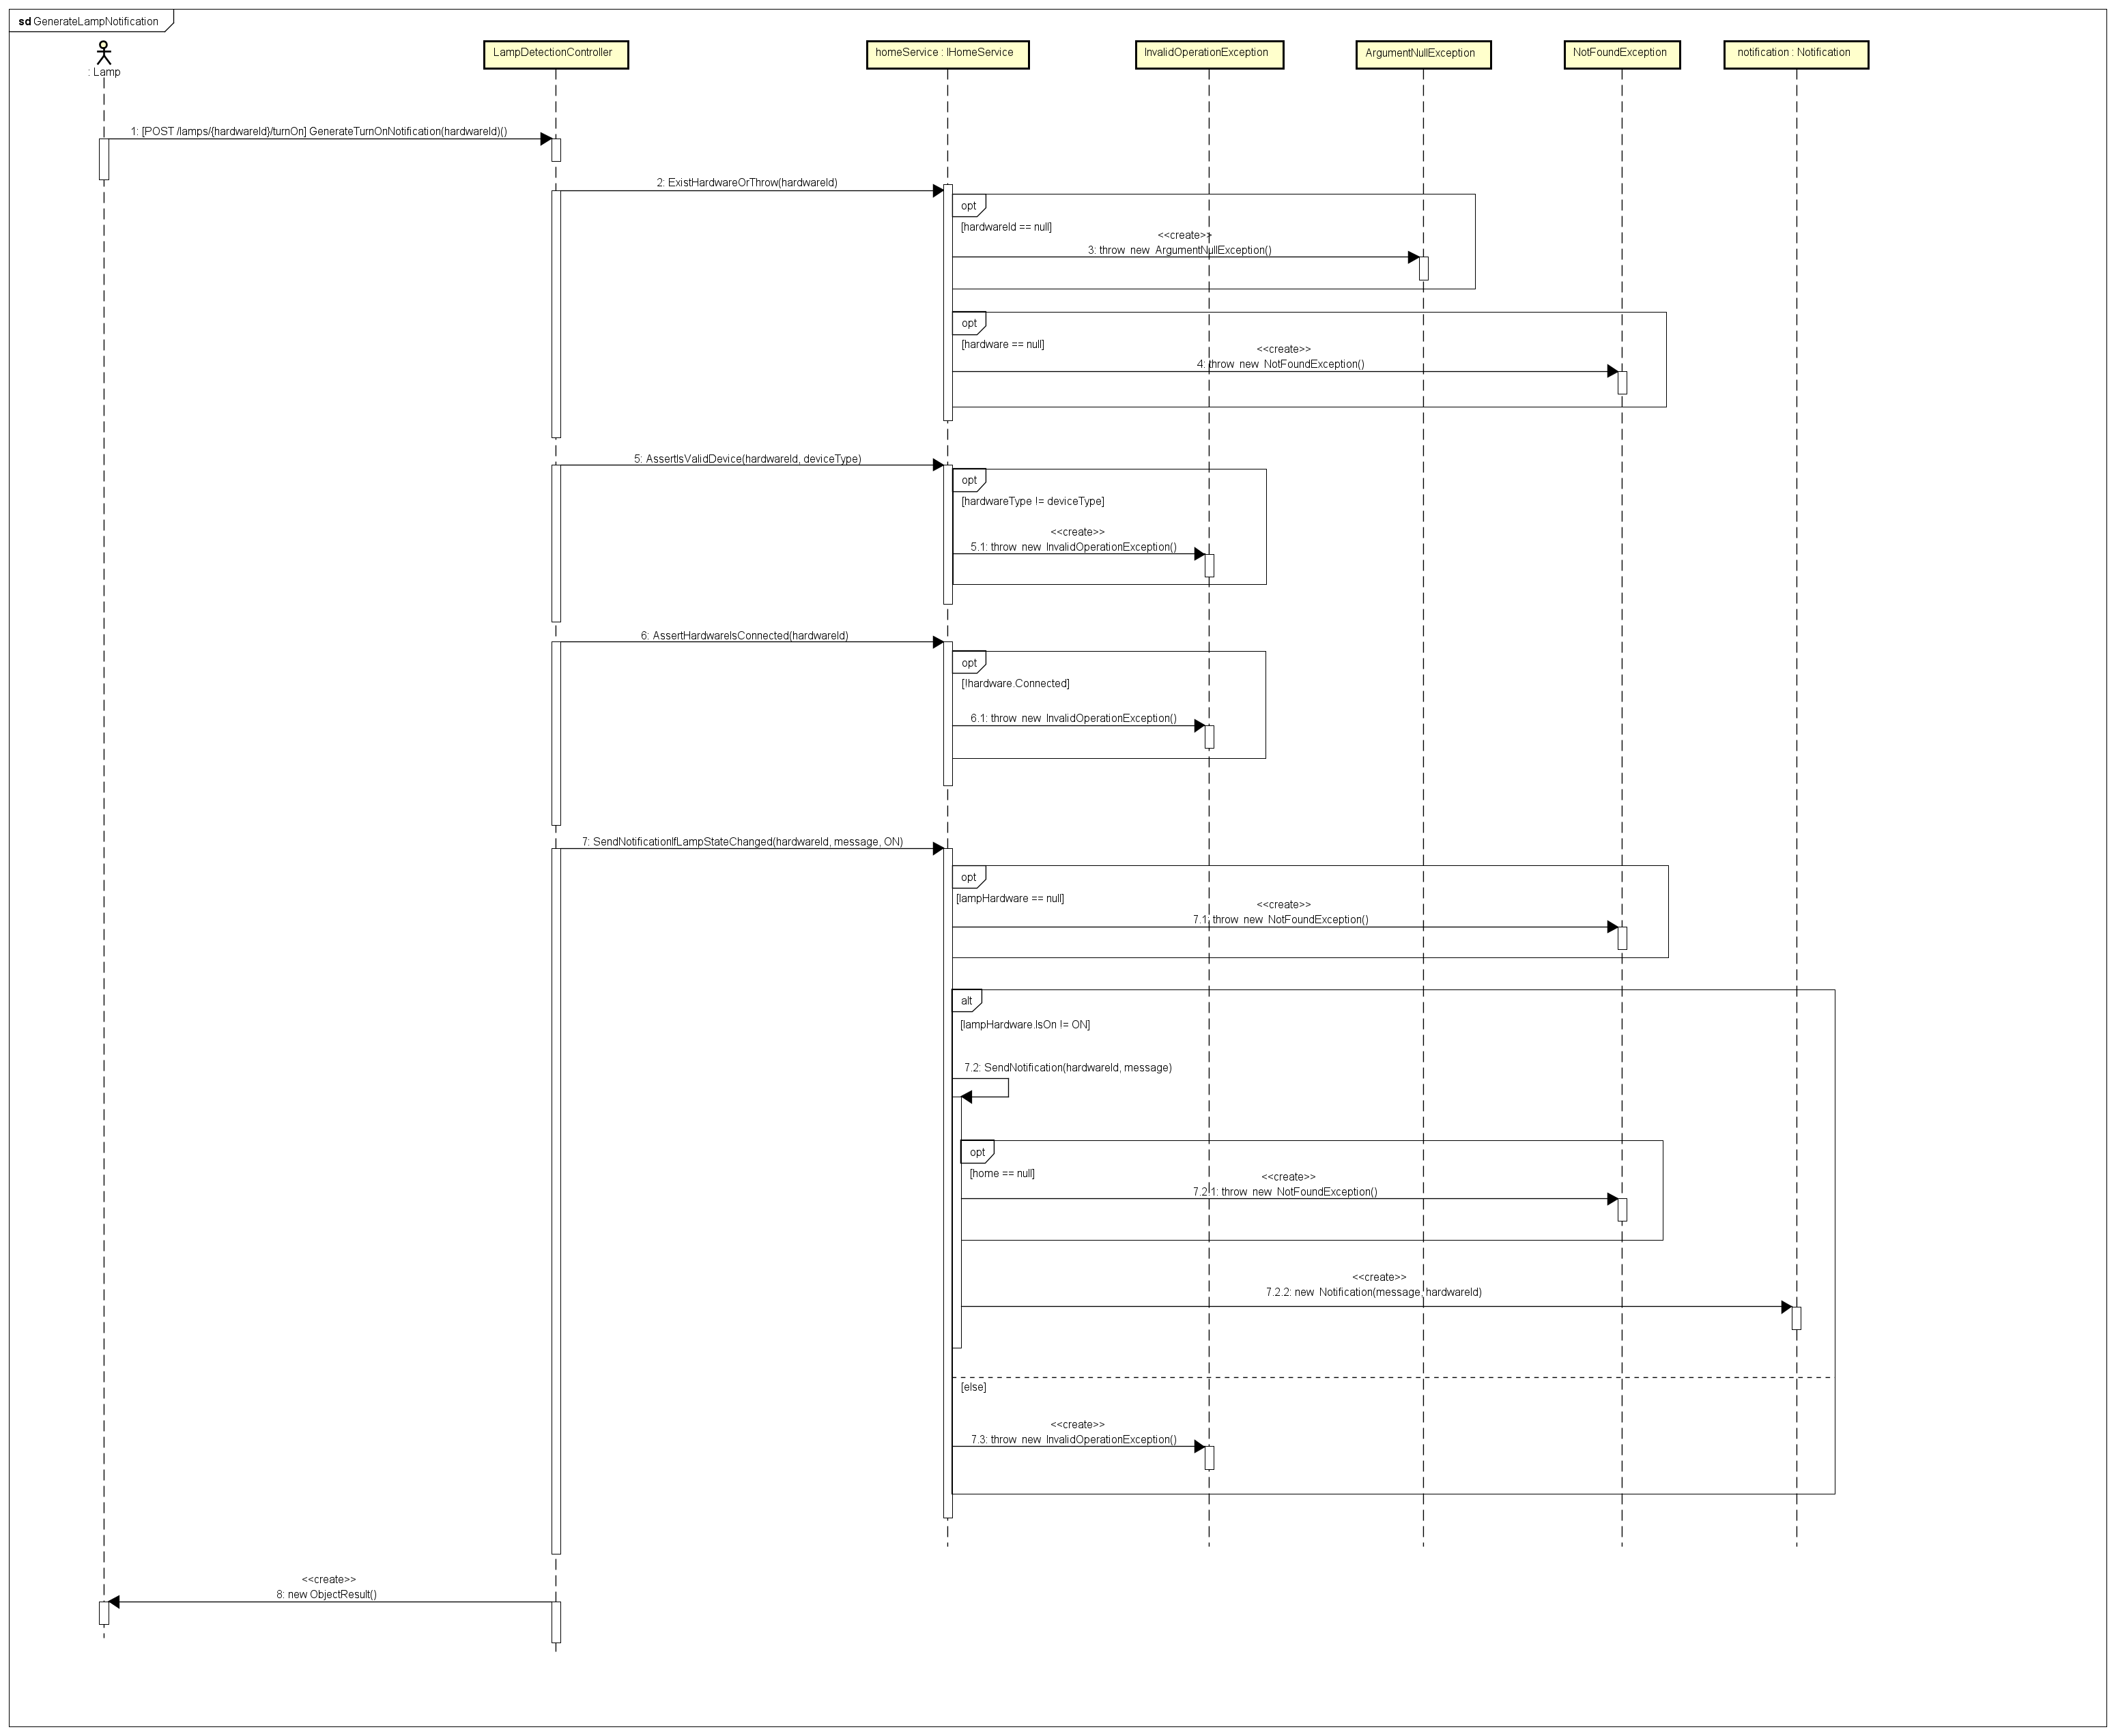 sd GenerateLampNotification
: Lamp
LampDetectionController
homeService : IHomeService
InvalidOperationException
ArgumentNullException
NotFoundException
notification : Notification
1: [POST /lamps/{hardwareId}/turnOn] GenerateTurnOnNotification(hardwareId)()
2: ExistHardwareOrThrow(hardwareId)
opt
[hardwareId == null]
<<create>>
3: throw new ArgumentNullException()
opt
[hardware == null]
<<create>>
4: throw new NotFoundException()
5: AssertIsValidDevice(hardwareId, deviceType)
opt
[hardwareType != deviceType]
<<create>>
5.1: throw new InvalidOperationException()
6: AssertHardwareIsConnected(hardwareId)
opt
[!hardware.Connected]
6.1: throw new InvalidOperationException()
7: SendNotificationIfLampStateChanged(hardwareId, message, ON)
opt
[lampHardware == null]
<<create>>
7.1: throw new NotFoundException()
alt
[lampHardware.IsOn != ON]
7.2: SendNotification(hardwareId, message)
opt
[home == null]
<<create>>
7.2.1: throw new NotFoundException()
<<create>>
7.2.2: new Notification(message, hardwareId)
[else]
<<create>>
7.3: throw new InvalidOperationException()
<<create>>
8: new ObjectResult()